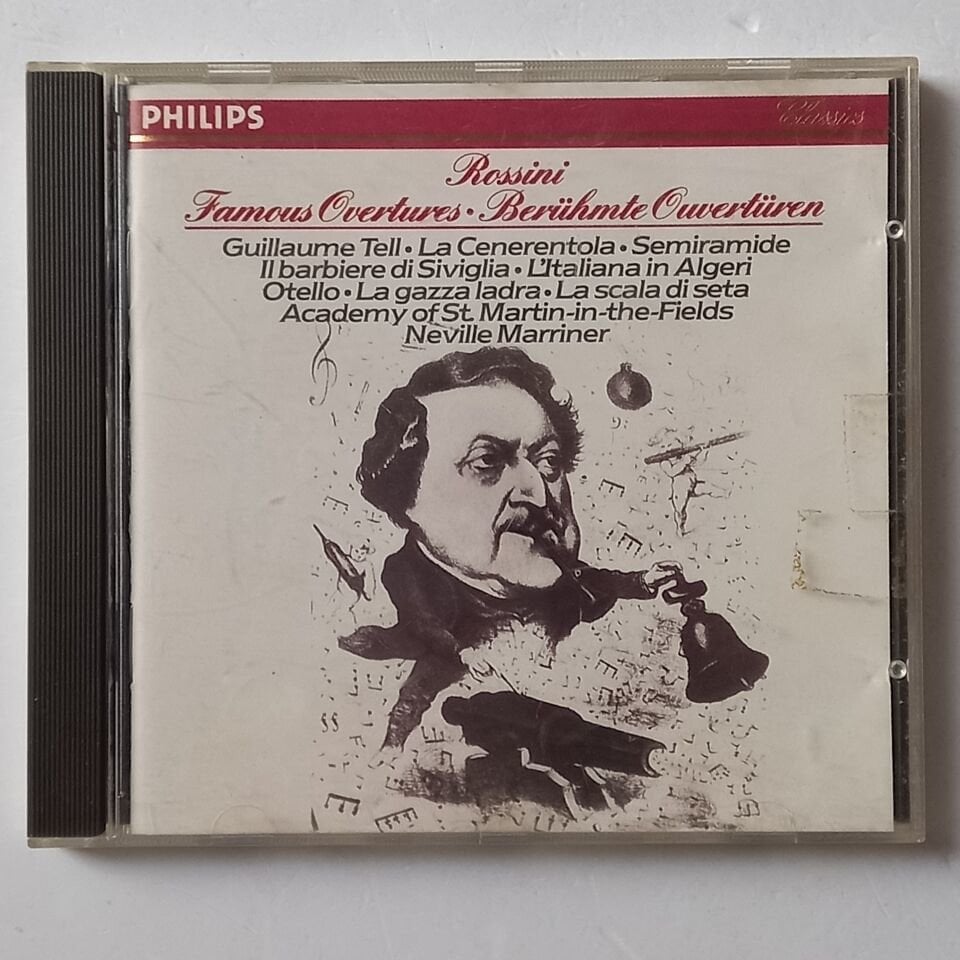 PHILIPS
Classics
Rossini
Famous Overtures • Berühmte Ouvertüren
Guillaume Tell • La Cenerentola • Semiramide
Il barbiere di Siviglia • L'Italiana in Algeri
Otello • La gazza ladra • La scala di seta
Academy of St. Martin-in-the-Fields
Neville Marriner